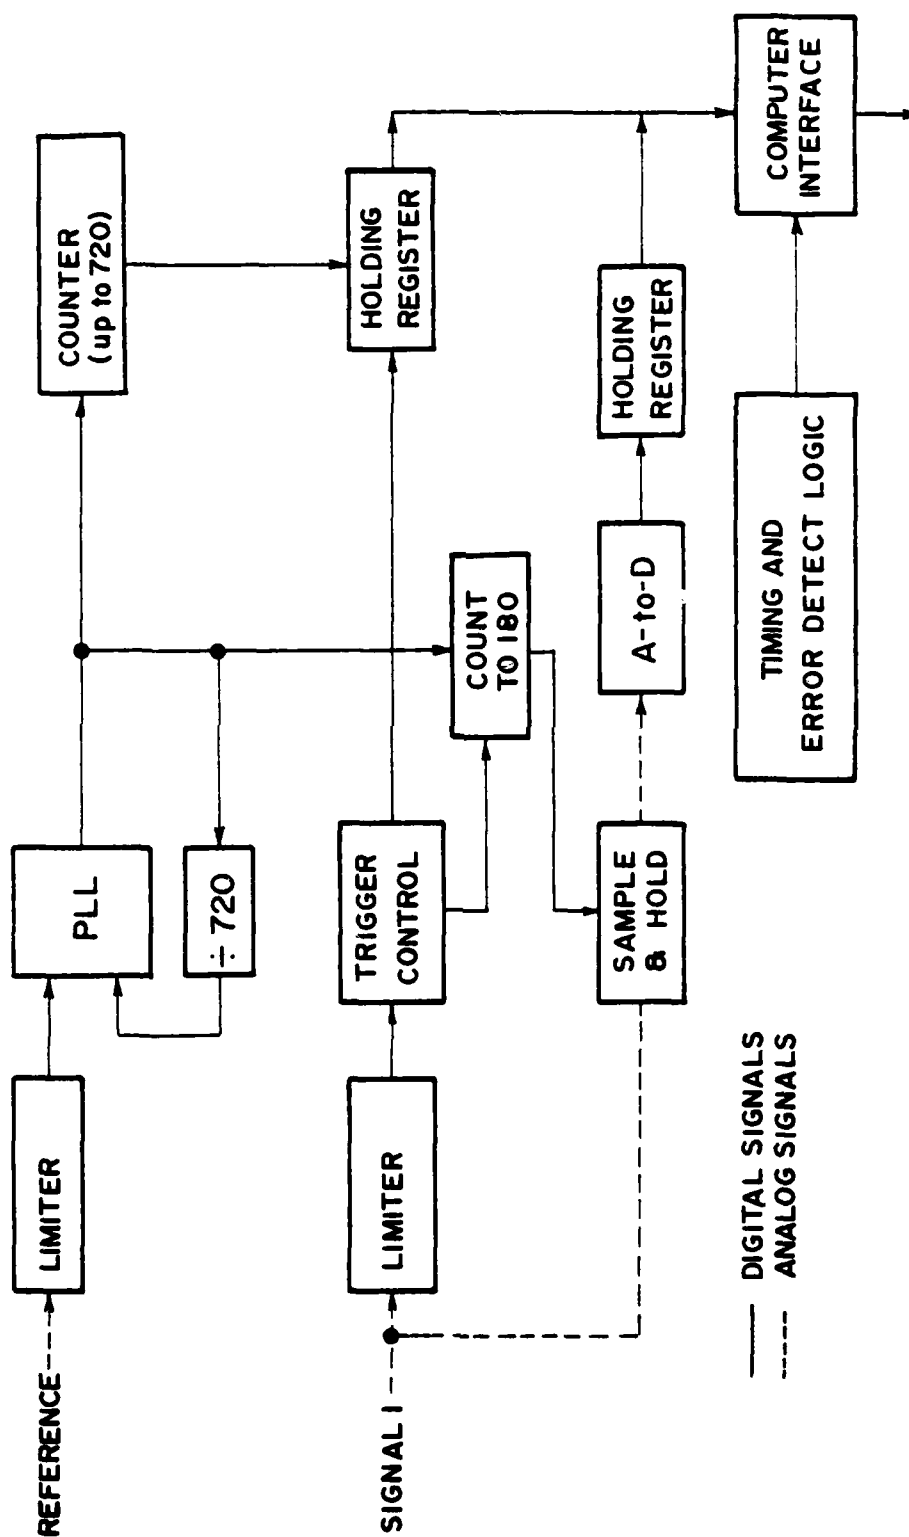 REFERENCE
LIMITER
PLL
÷ 720
COUNTER
(up to 720)
SIGNAL I
LIMITER
TRIGGER
CONTROL
HOLDING
REGISTER
COUNT
TO 180
SAMPLE
& HOLD
A-to-D
HOLDING
REGISTER
TIMING AND
ERROR DETECT LOGIC
COMPUTER
INTERFACE
DIGITAL SIGNALS
ANALOG SIGNALS